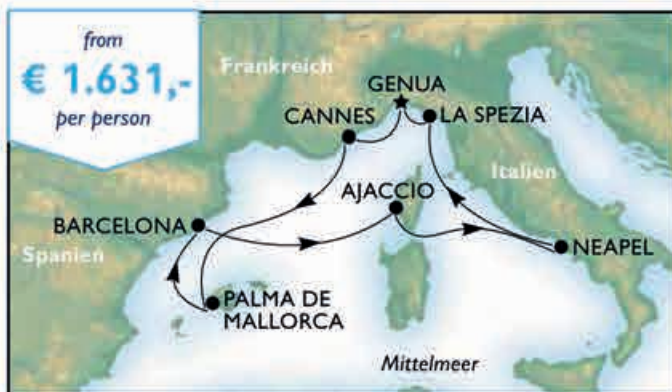 from
€ 1.631,-
per person
Frankreich
GENUA
CANNES
LA SPEZIA
Italien
AJACCIO
BARCELONA
Spanien
NEAPEL
PALMA DE
MALLORCA
Mittelmeer